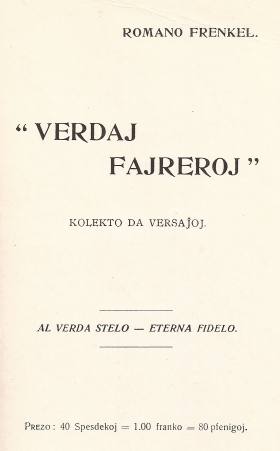 ROMANO FRENKEL.
“ VERDAJ
FAJREROJ ”
KOLEKTO DA VERSAĴOJ.
AL VERDA STELO — ETERNA FIDELO.
PREZO : 40 Spesdekoj = 1.00 franko = 80 pfenigoj.